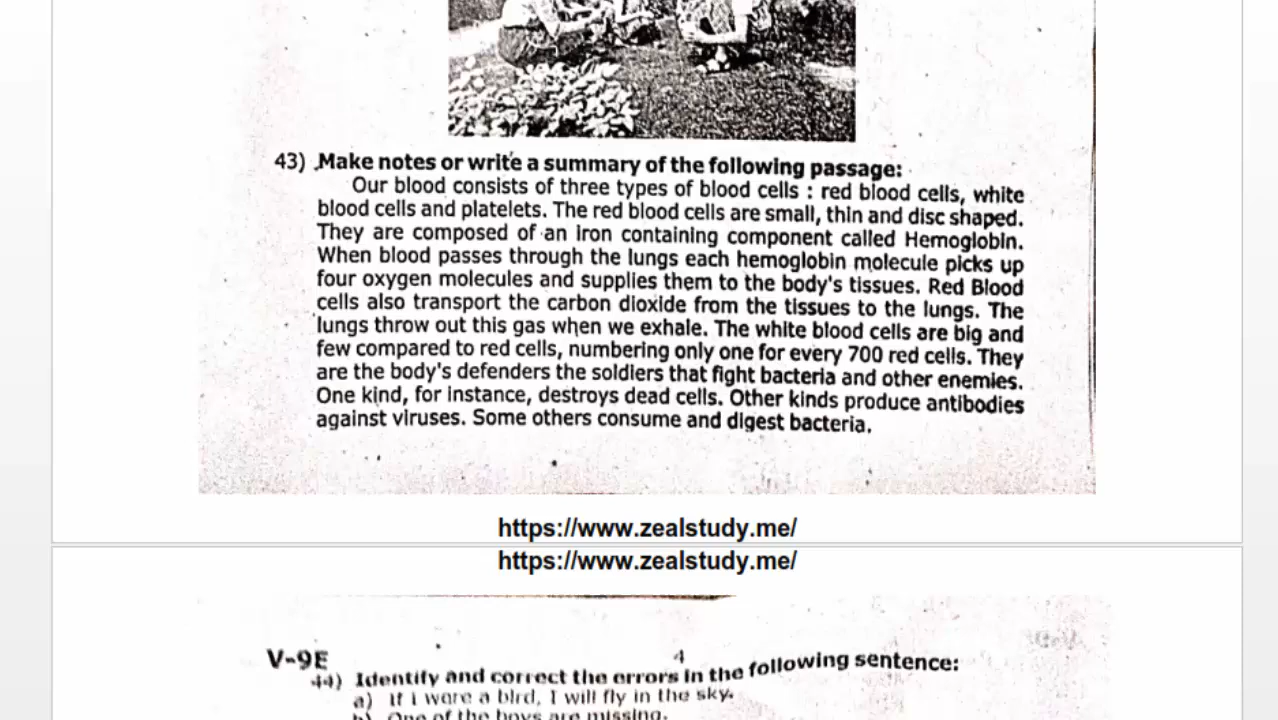 43) Make notes or write a summary of the following passage:
Our blood consists of three types of blood cells : red blood cells, white
blood cells and platelets. The red blood cells are small, thin and disc shaped.
They are composed of an iron containing component called Hemoglobin.
When blood passes through the lungs each hemoglobin molecule picks up
four oxygen molecules and supplies them to the body's tissues. Red Blood
cells also transport the carbon dioxide from the tissues to the lungs. The
lungs throw out this gas when we exhale. The white blood cells are big and
few compared to red cells, numbering only one for every 700 red cells. They
are the body's defenders the soldiers that fight bacteria and other enemies.
One kind, for instance, destroys dead cells. Other kinds produce antibodies
against viruses. Some others consume and digest bacteria.
https://www.zealstudy.me/
https://www.zealstudy.me/
V-9E
4
44) Identify and correct the errors in the following sentence:
a) If I were a bird, I will fly in the sky.
b) One of the boys are missing.